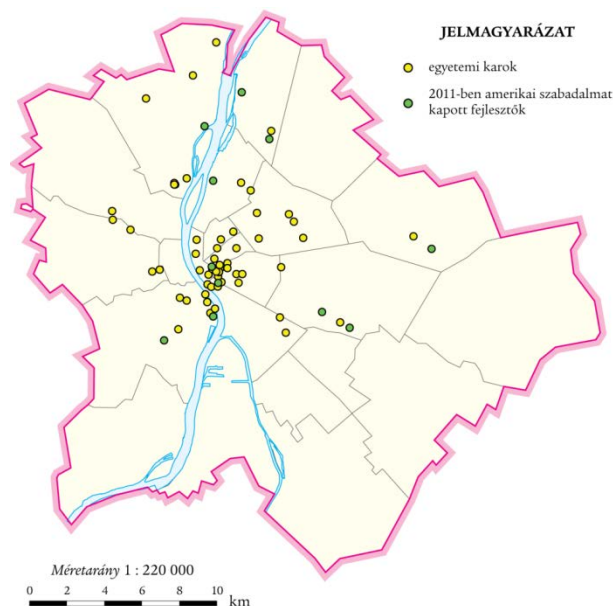 JELMAGYARÁZAT
egyetemi karok
2011-ben amerikai szabadalmat
kapott fejlesztők
Méretarány 1 : 220 000
0 2 4 6 8 10
km